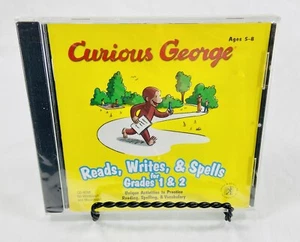 Ages 5-8
Curious George
Reads, Writes, & Spells
for
Grades 1 & 2
Unique Activities to Practice
Reading, Spelling, & Vocabulary